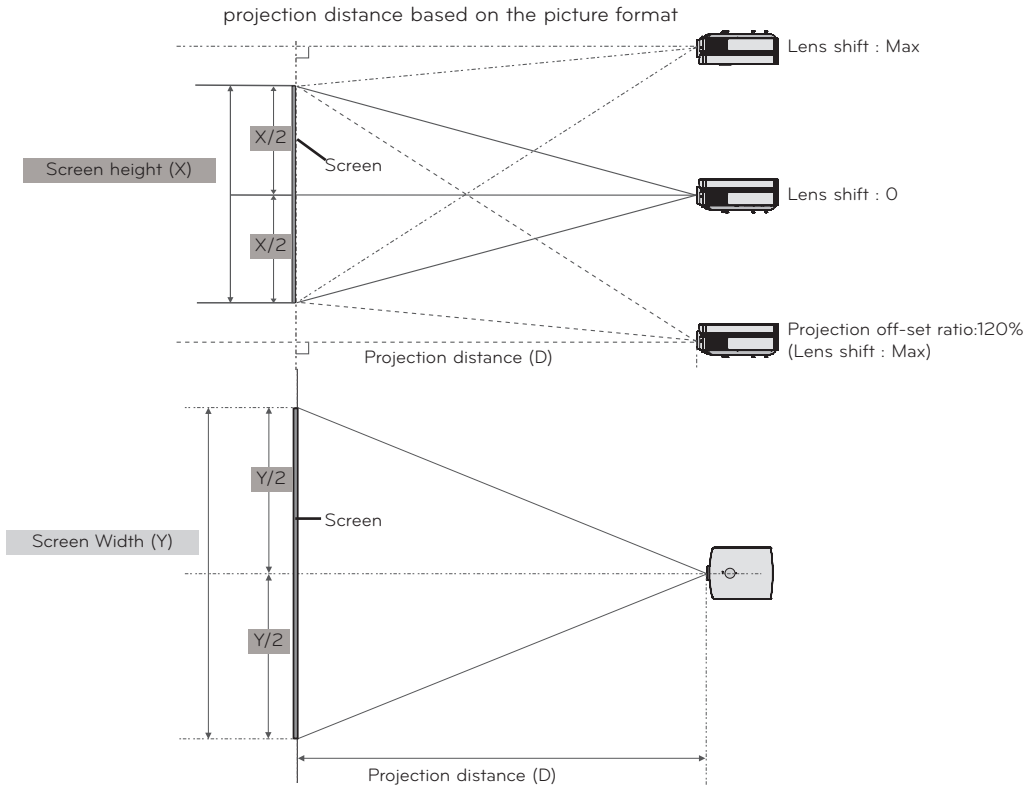 projection distance based on the picture format
Lens shift : Max
X/2
Screen
Screen height (X)
Lens shift : 0
X/2
Projection off-set ratio:120%
(Lens shift : Max)
Projection distance (D)
Y/2
Screen
Screen Width (Y)
Y/2
Projection distance (D)